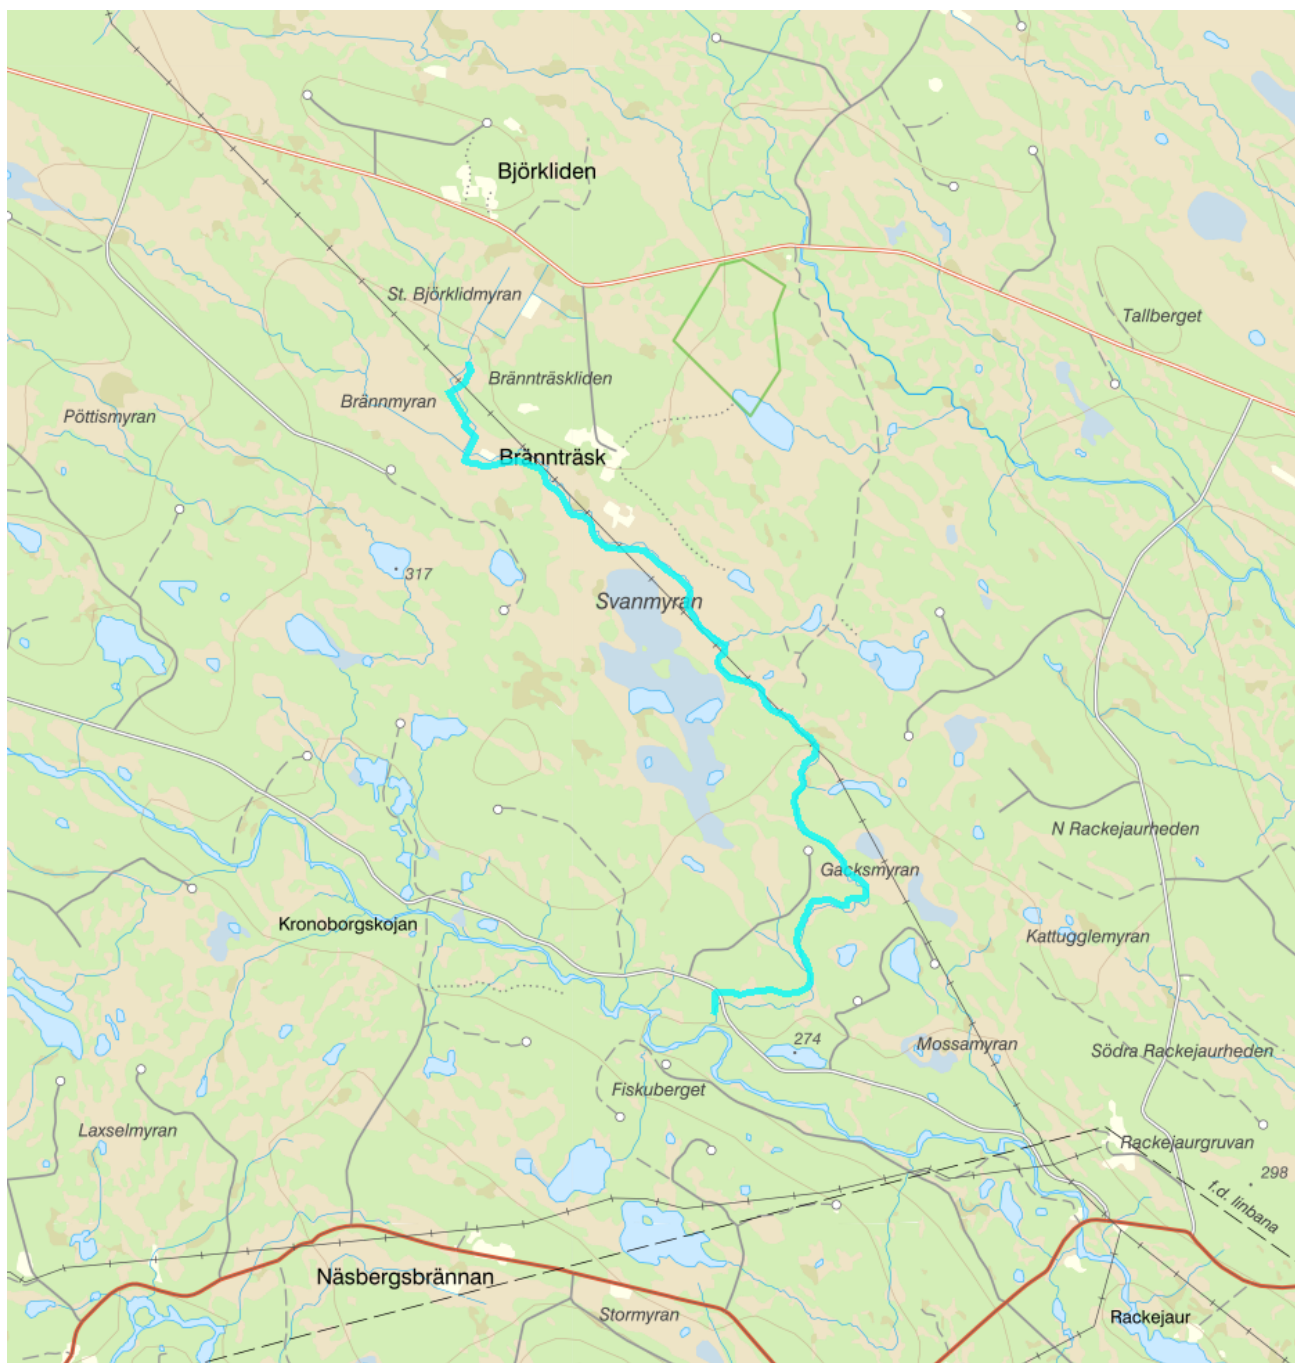 Björkliden
St. Björklidmyran
Tallberget
Brännträskliden
Brännmyran
Pöttismyran
Brännträsk
317
Svanmyran
N Rackejaurheden
Gacksmyran
Kronoborgskojan
Kattugglemyran
274
Mossamyran
Södra Rackejaurheden
Fiskuberget
Laxselmyran
Rackejaurgruvan
298
f.d. linbana
Näsbergsbrännan
Stormyran
Rackejaur